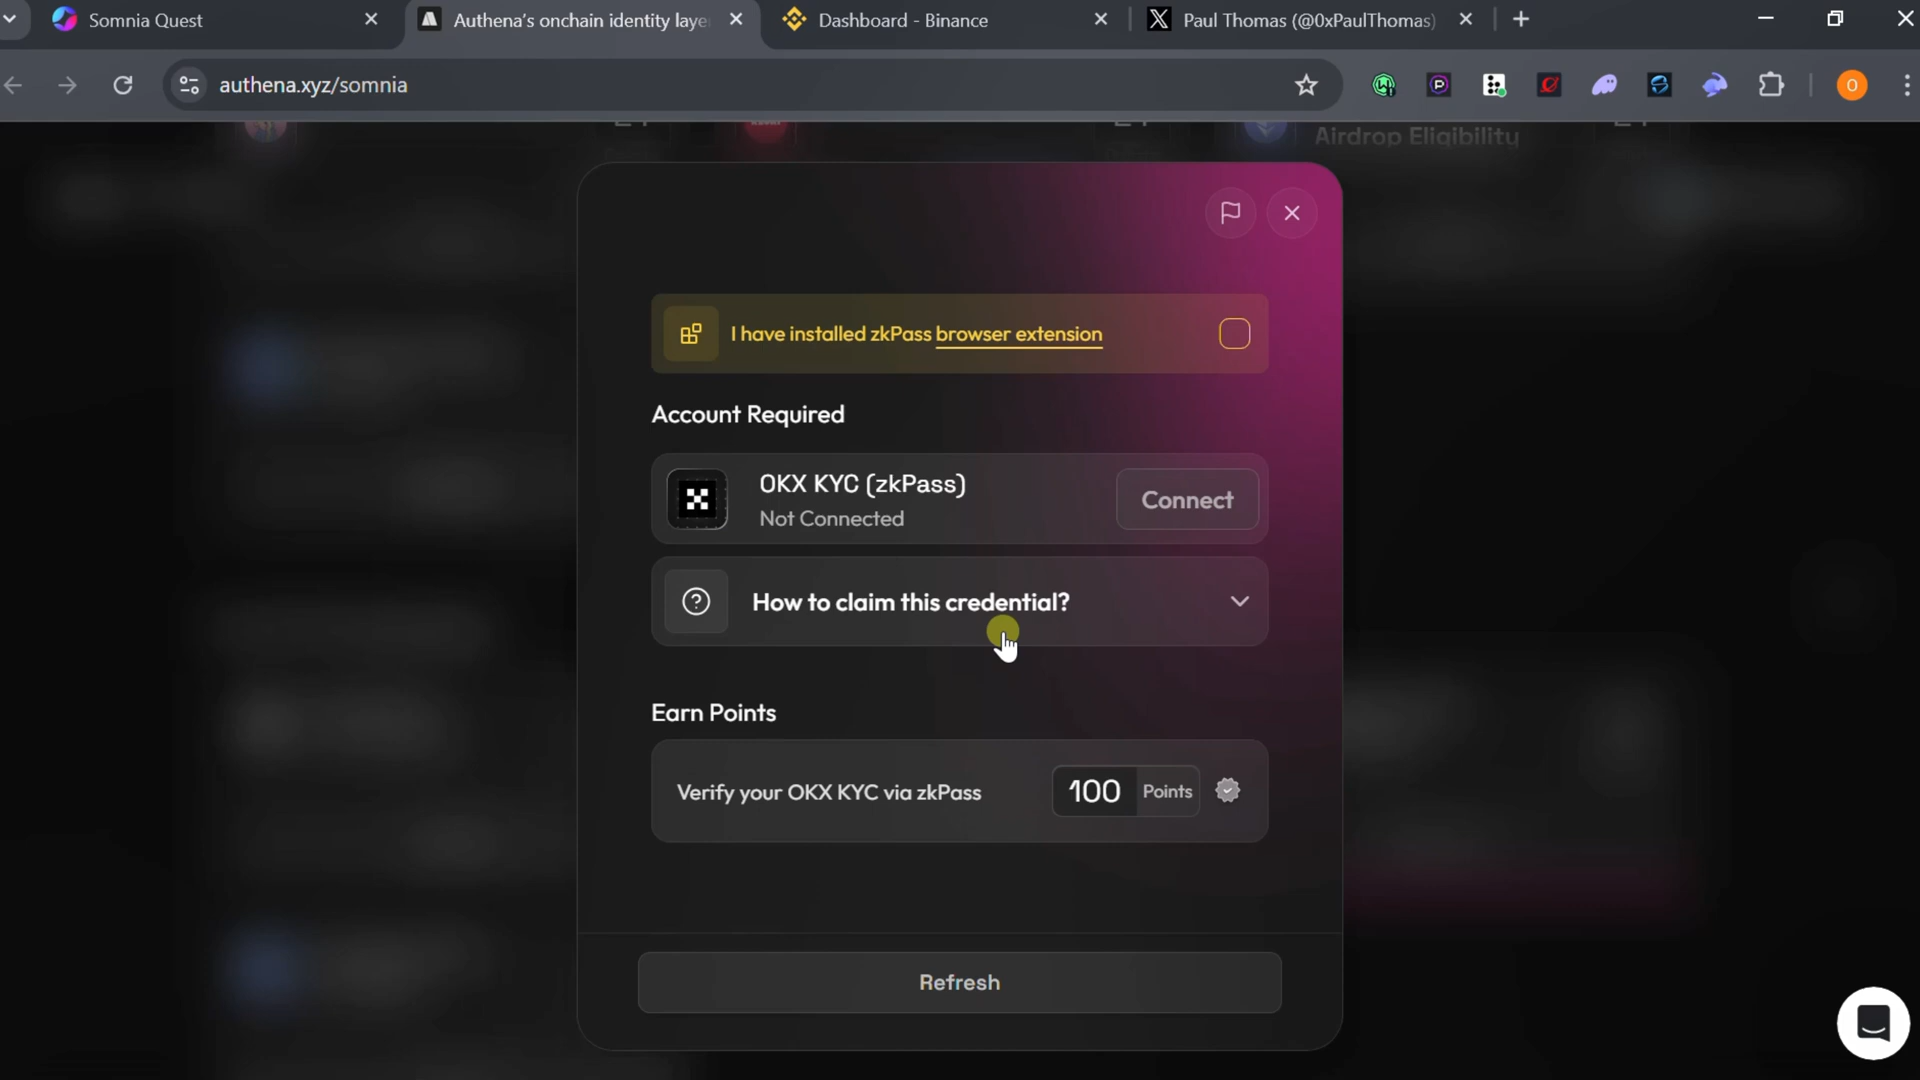 Somnia Quest
Authena's onchain identity laye
Dashboard - Binance
Paul Thomas (@0xPaulThomas)
authena.xyz/somnia
O
Airdrop Eligibility
I have installed zkPass browser extension
Account Required
OKX KYC (zkPass)
Not Connected
Connect
How to claim this credential?
Earn Points
Verify your OKX KYC via zkPass
100 Points
Refresh